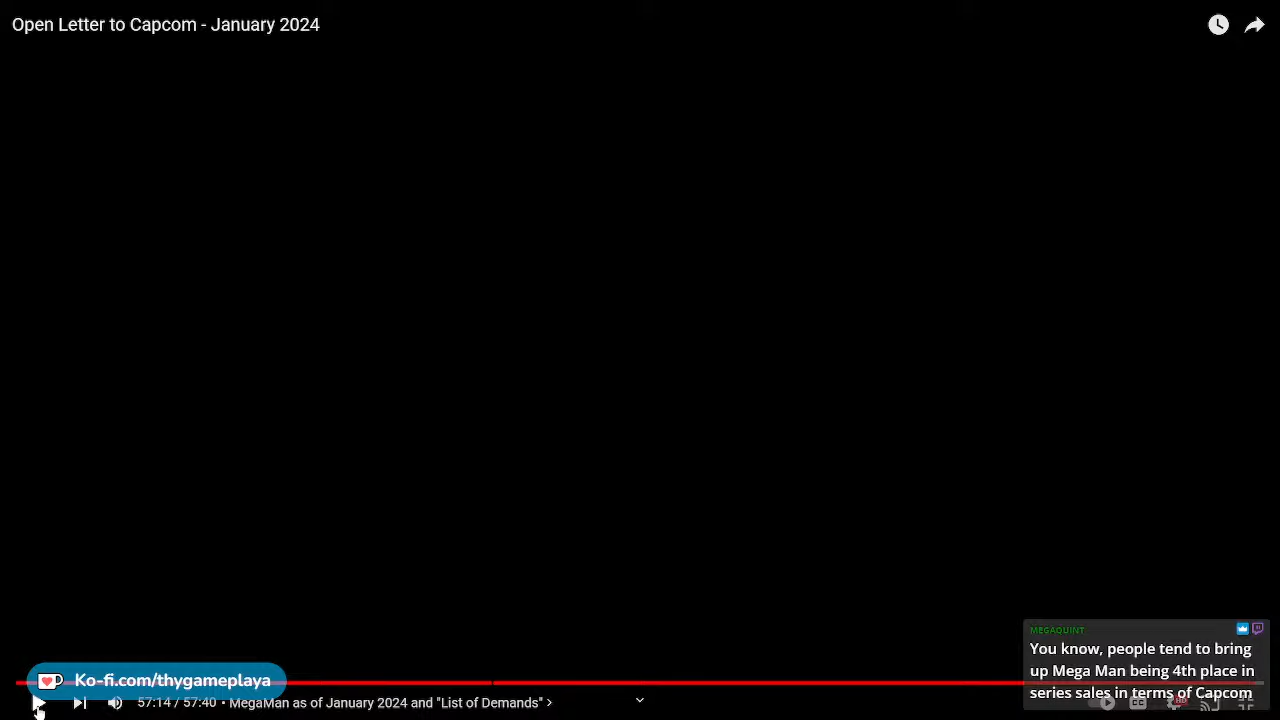 Open Letter to Capcom - January 2024
MEGAQUINT
You know, people tend to bring
up Mega Man being 4th place in
series sales in terms of Capcom
Ko-fi.com/thygameplaya
57:14 / 57:40 • MegaMan as of January 2024 and "List of Demands" >
CC
HD